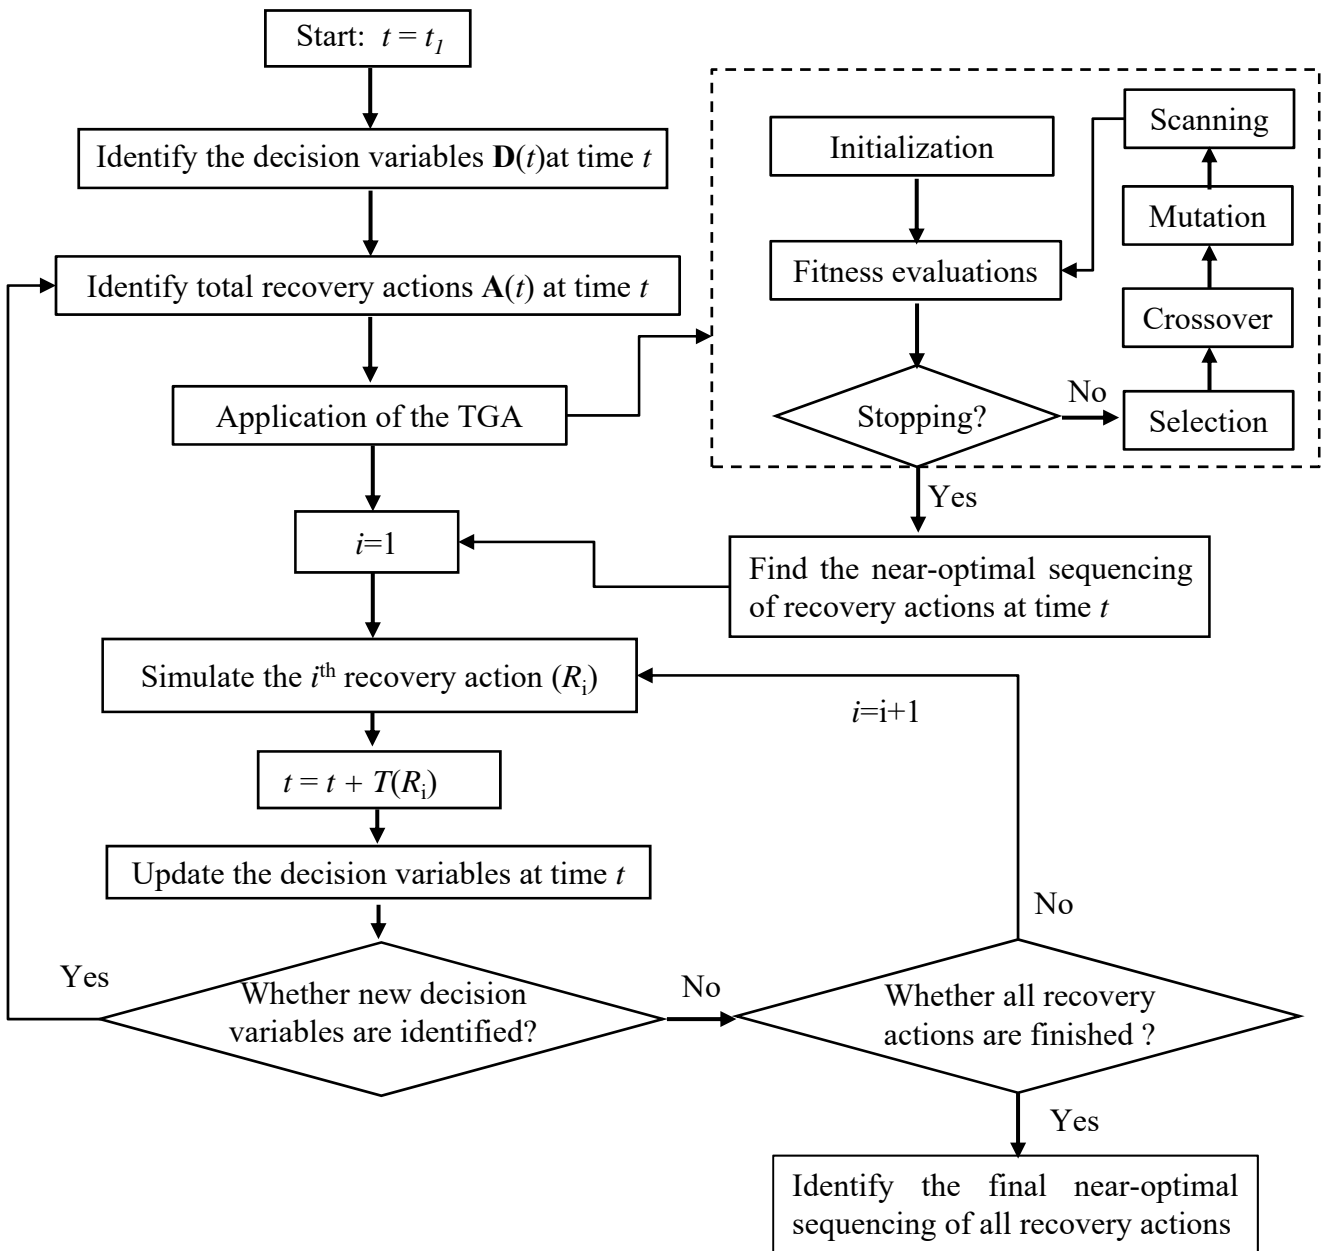 Start: t = t1
Identify the decision variables D(t)at time t
Identify total recovery actions A(t) at time t
Application of the TGA
Initialization
Fitness evaluations
Stopping?
No
Selection
Crossover
Mutation
Scanning
Yes
Find the near-optimal sequencing
of recovery actions at time t
i=1
Simulate the ith recovery action (Ri)
i=i+1
t = t + T(Ri)
Update the decision variables at time t
Yes
Whether new decision
variables are identified?
No
No
Whether all recovery
actions are finished ?
Yes
Identify the final near-optimal
sequencing of all recovery actions